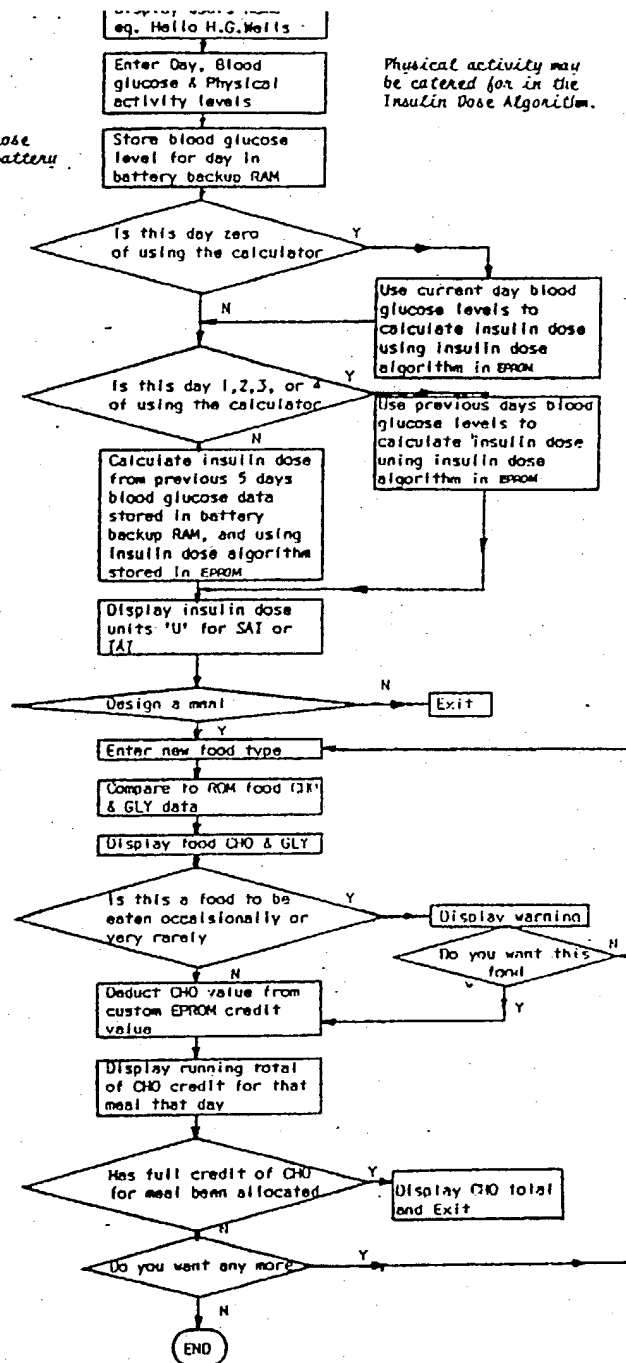 Display users name
eg. Hello H.G.Wells
Enter Day, Blood
glucose & Physical
activity levels
Physical activity may
be catered for in the
Insulin Dose Algorithm.
ose
attery
Store blood glucose
level for day in
battery backup RAM
Is this day zero
of using the calculator
Y
N
Use current day blood
glucose levels to
calculate insulin dose
using insulin dose
algorithm in EPROM
Is this day 1,2,3, or 4
of using the calculator
Y
N
Use previous days blood
glucose levels to
calculate insulin dose
uning insulin dose
algorithm in EPROM
Calculate insulin dose
from previous 5 days
blood glucose data
stored in battery
backup RAM, and using
insulin dose algorithm
stored in EPROM
Display insulin dose
units 'U' for SAI or
IAI
Design a meal
N
Exit
Y
Enter new food type
Compare to ROM food CHO
& GLY data
Display food CHO & GLY
Is this a food to be
eaten occaisionally or
very rarely
Y
Display warning
Do you want this
food
N
Y
N
Deduct CHO value from
custom EPROM credit
value
Display running total
of CHO credit for that
meal that day
Has full credit of CHO
for meal been allocated
Y
Display CHO total
and Exit
N
Do you want any more
Y
N
END